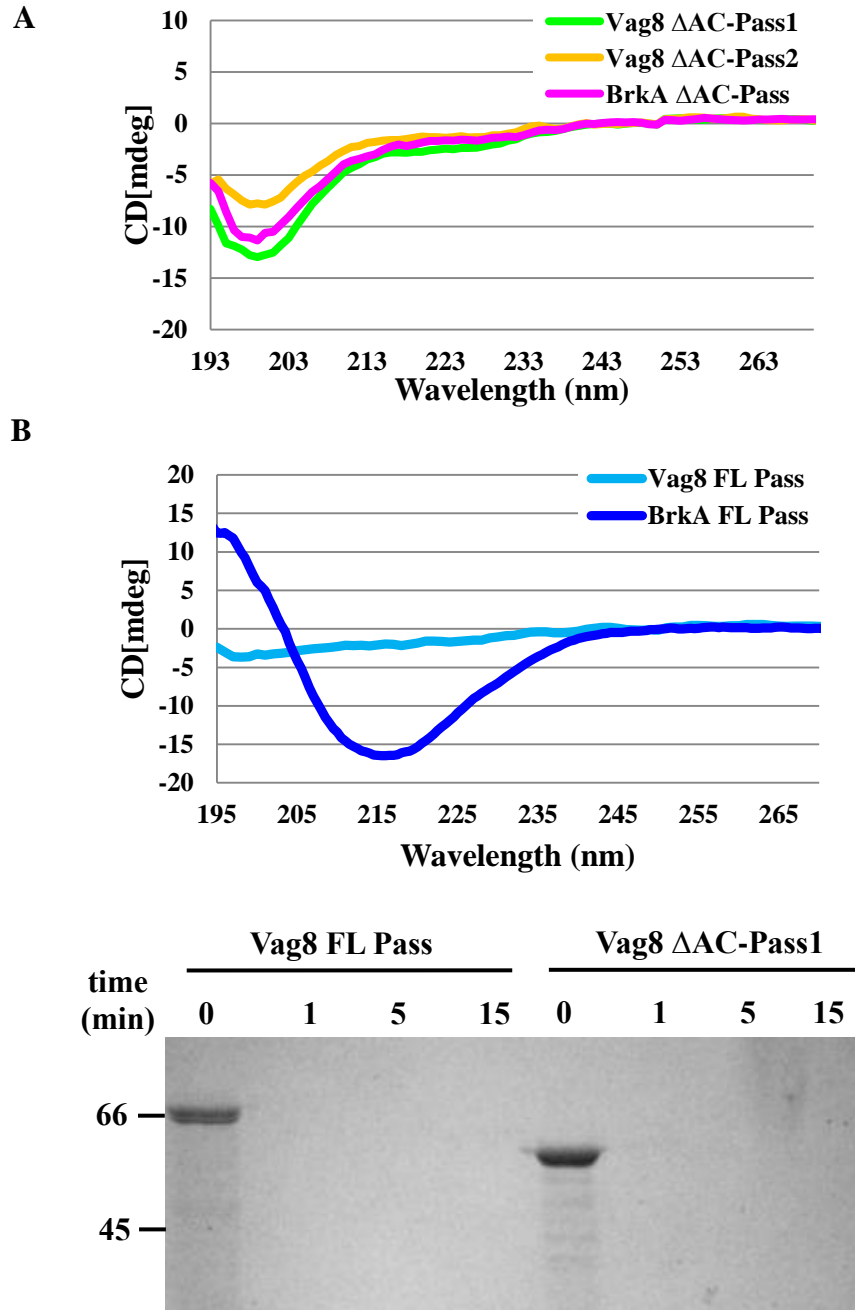 A
10
5
0
-5
-10
-15
-20
CD[mdeg]
Vag8 ΔAC-Pass1
Vag8 ΔAC-Pass2
BrkA ΔAC-Pass
193 203 213 223 233 243 253 263
Wavelength (nm)
B
20
15
10
5
0
-5
-10
-15
-20
CD[mdeg]
Vag8 FL Pass
BrkA FL Pass
195 205 215 225 235 245 255 265
Wavelength (nm)
Vag8 FL Pass Vag8 ΔAC-Pass1
time
(min) 0 1 5 15 0 1 5 15
66
45